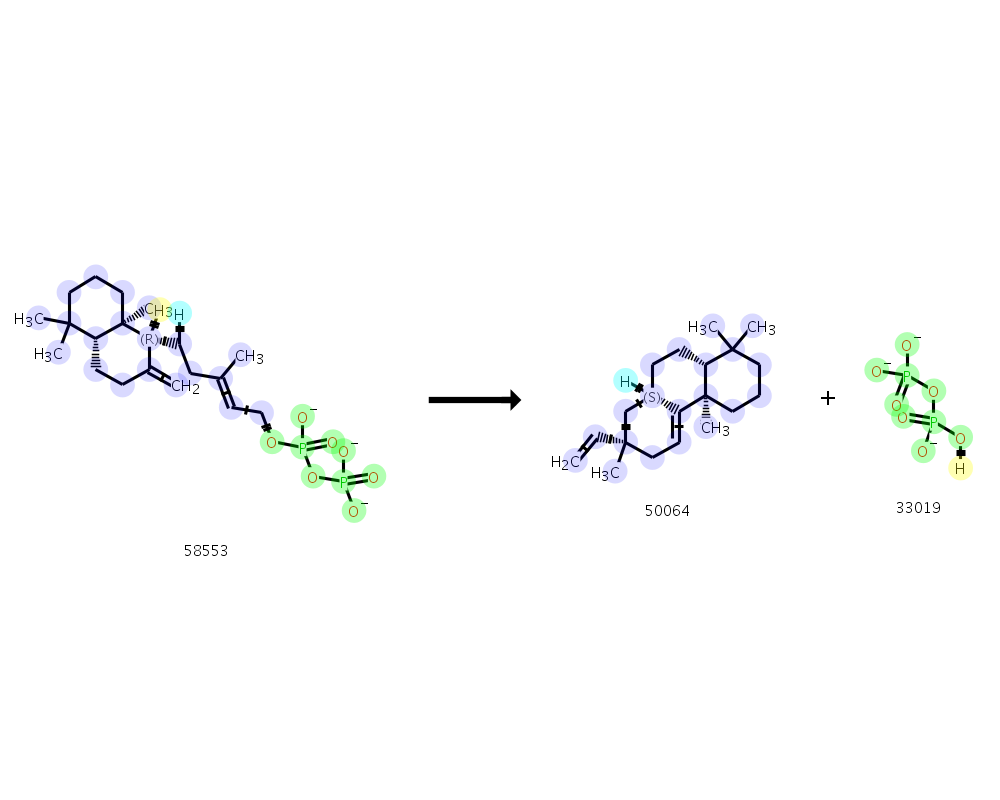 H₃C
H₃C
CH₃
H
(R)
CH₂
CH₃
O
O⁻
P
O
O
O⁻
P
O
O⁻
58553
H₃C
CH₃
H
(S)
CH₃
H₂C
H₃C
50064
+
O⁻
O⁻
P
O
O
O
P
O⁻
O
H
33019